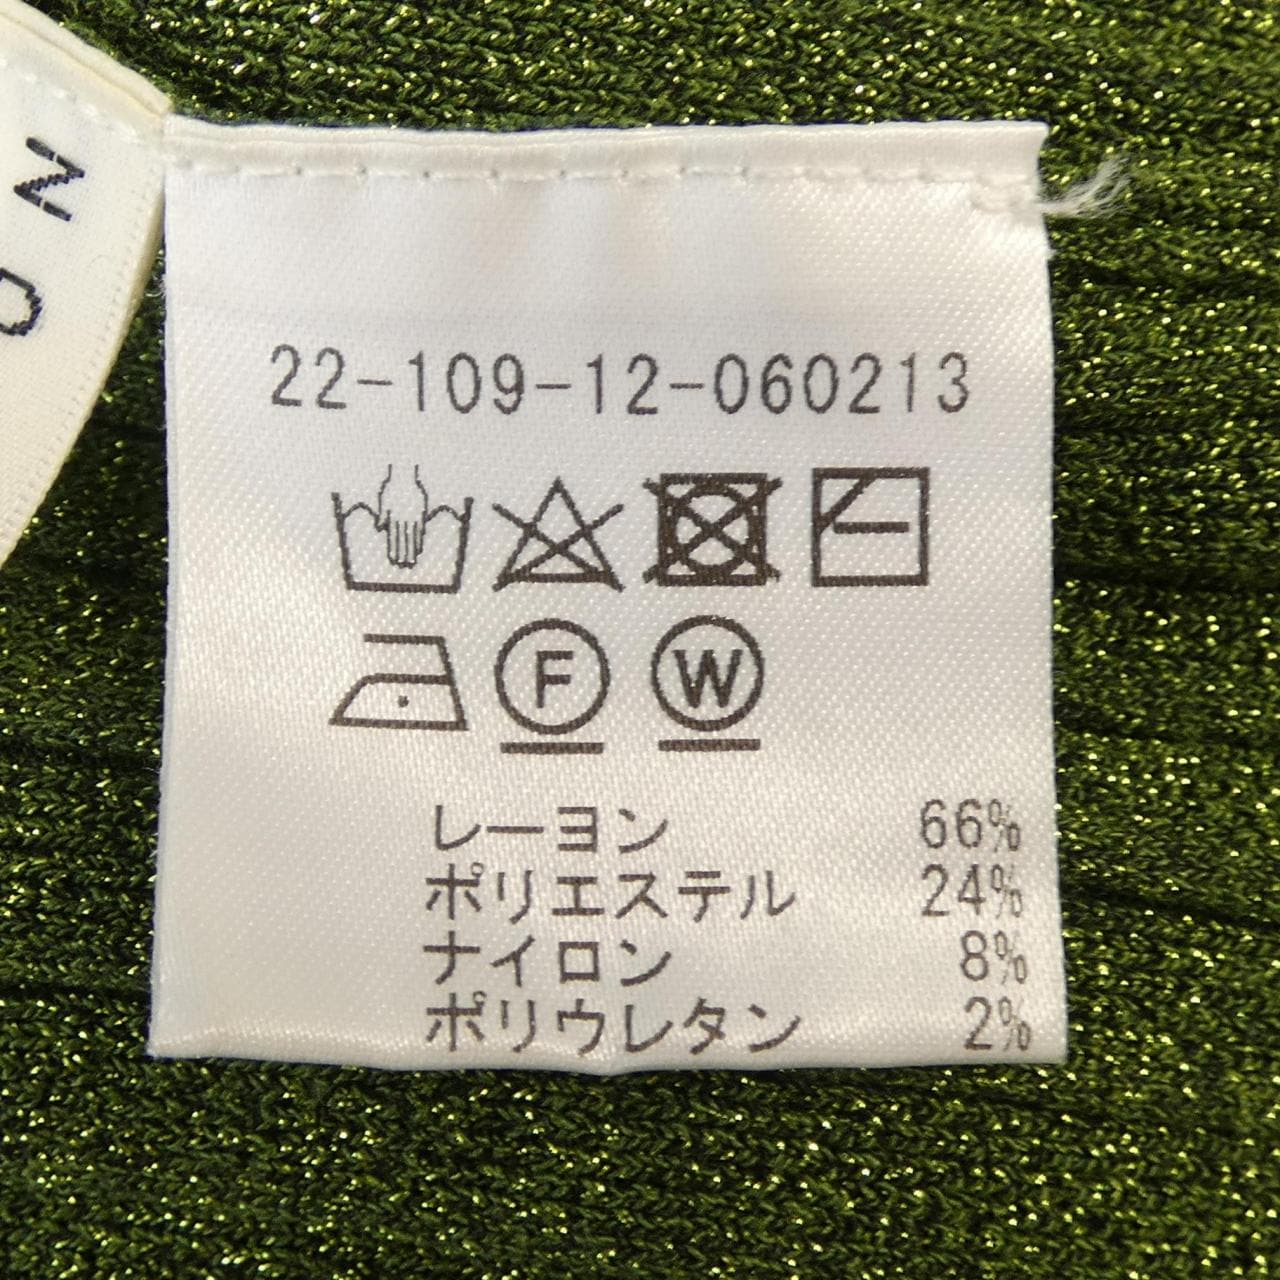 22-109-12-060213
F W
レーヨン 66%
ポリエステル 24%
ナイロン 8%
ポリウレタン 2%